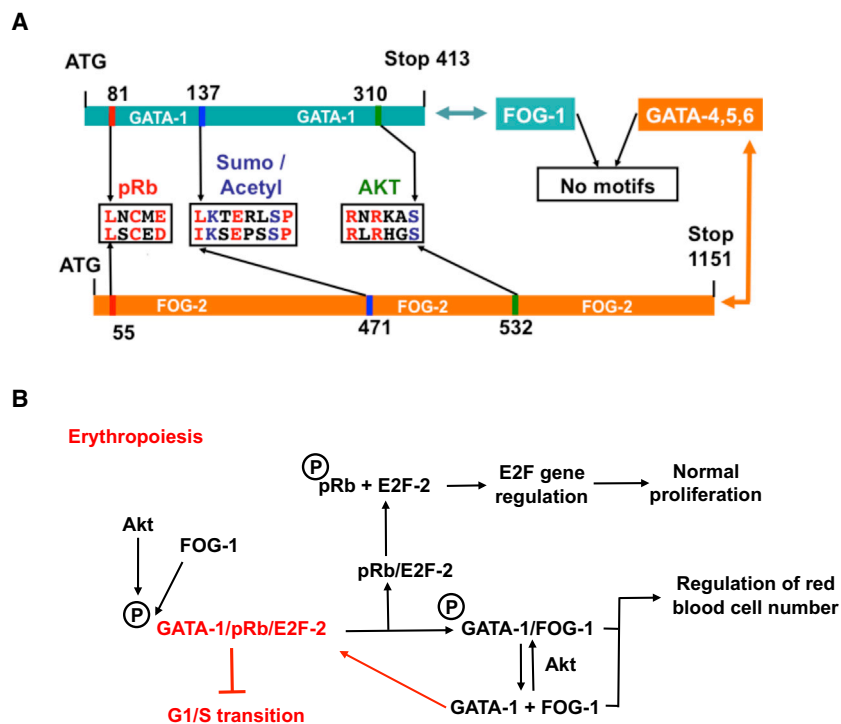 A
ATG
Stop 413
81
137
310
GATA-1
GATA-1
FOG-1
GATA-4,5,6
pRb
Sumo /
Acetyl
AKT
No motifs
LNCME
LSCED
LKTERLSP
IKSEPSSP
RNRKAS
RLRHGS
Stop
1151
ATG
FOG-2
FOG-2
FOG-2
55
471
532
B
Erythropoiesis
P
pRb + E2F-2
E2F gene
regulation
Normal
proliferation
Akt
FOG-1
pRb/E2F-2
P
P
GATA-1/pRb/E2F-2
GATA-1/FOG-1
Regulation of red
blood cell number
Akt
GATA-1 + FOG-1
G1/S transition